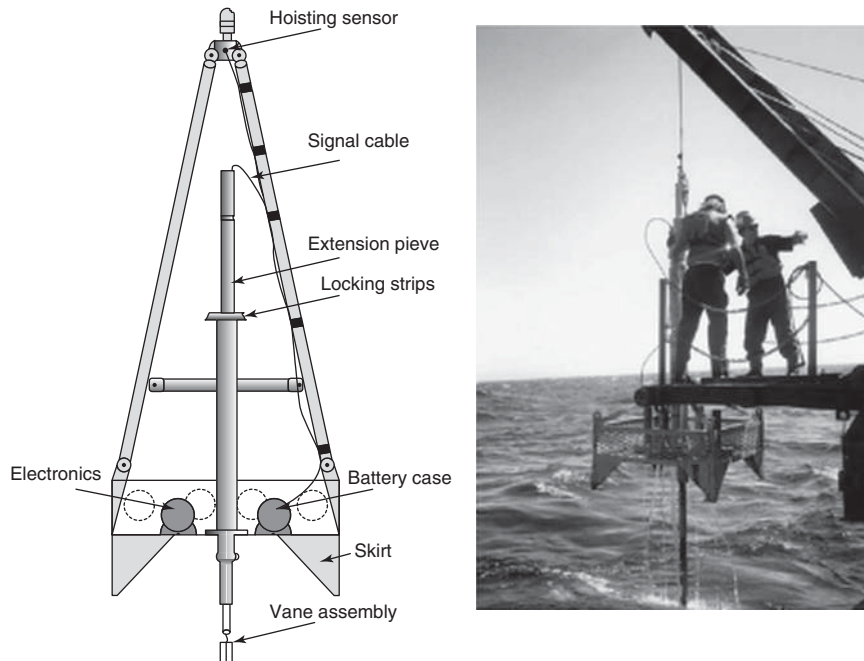 Hoisting sensor
Signal cable
Extension pieve
Locking strips
Electronics
Battery case
Skirt
Vane assembly